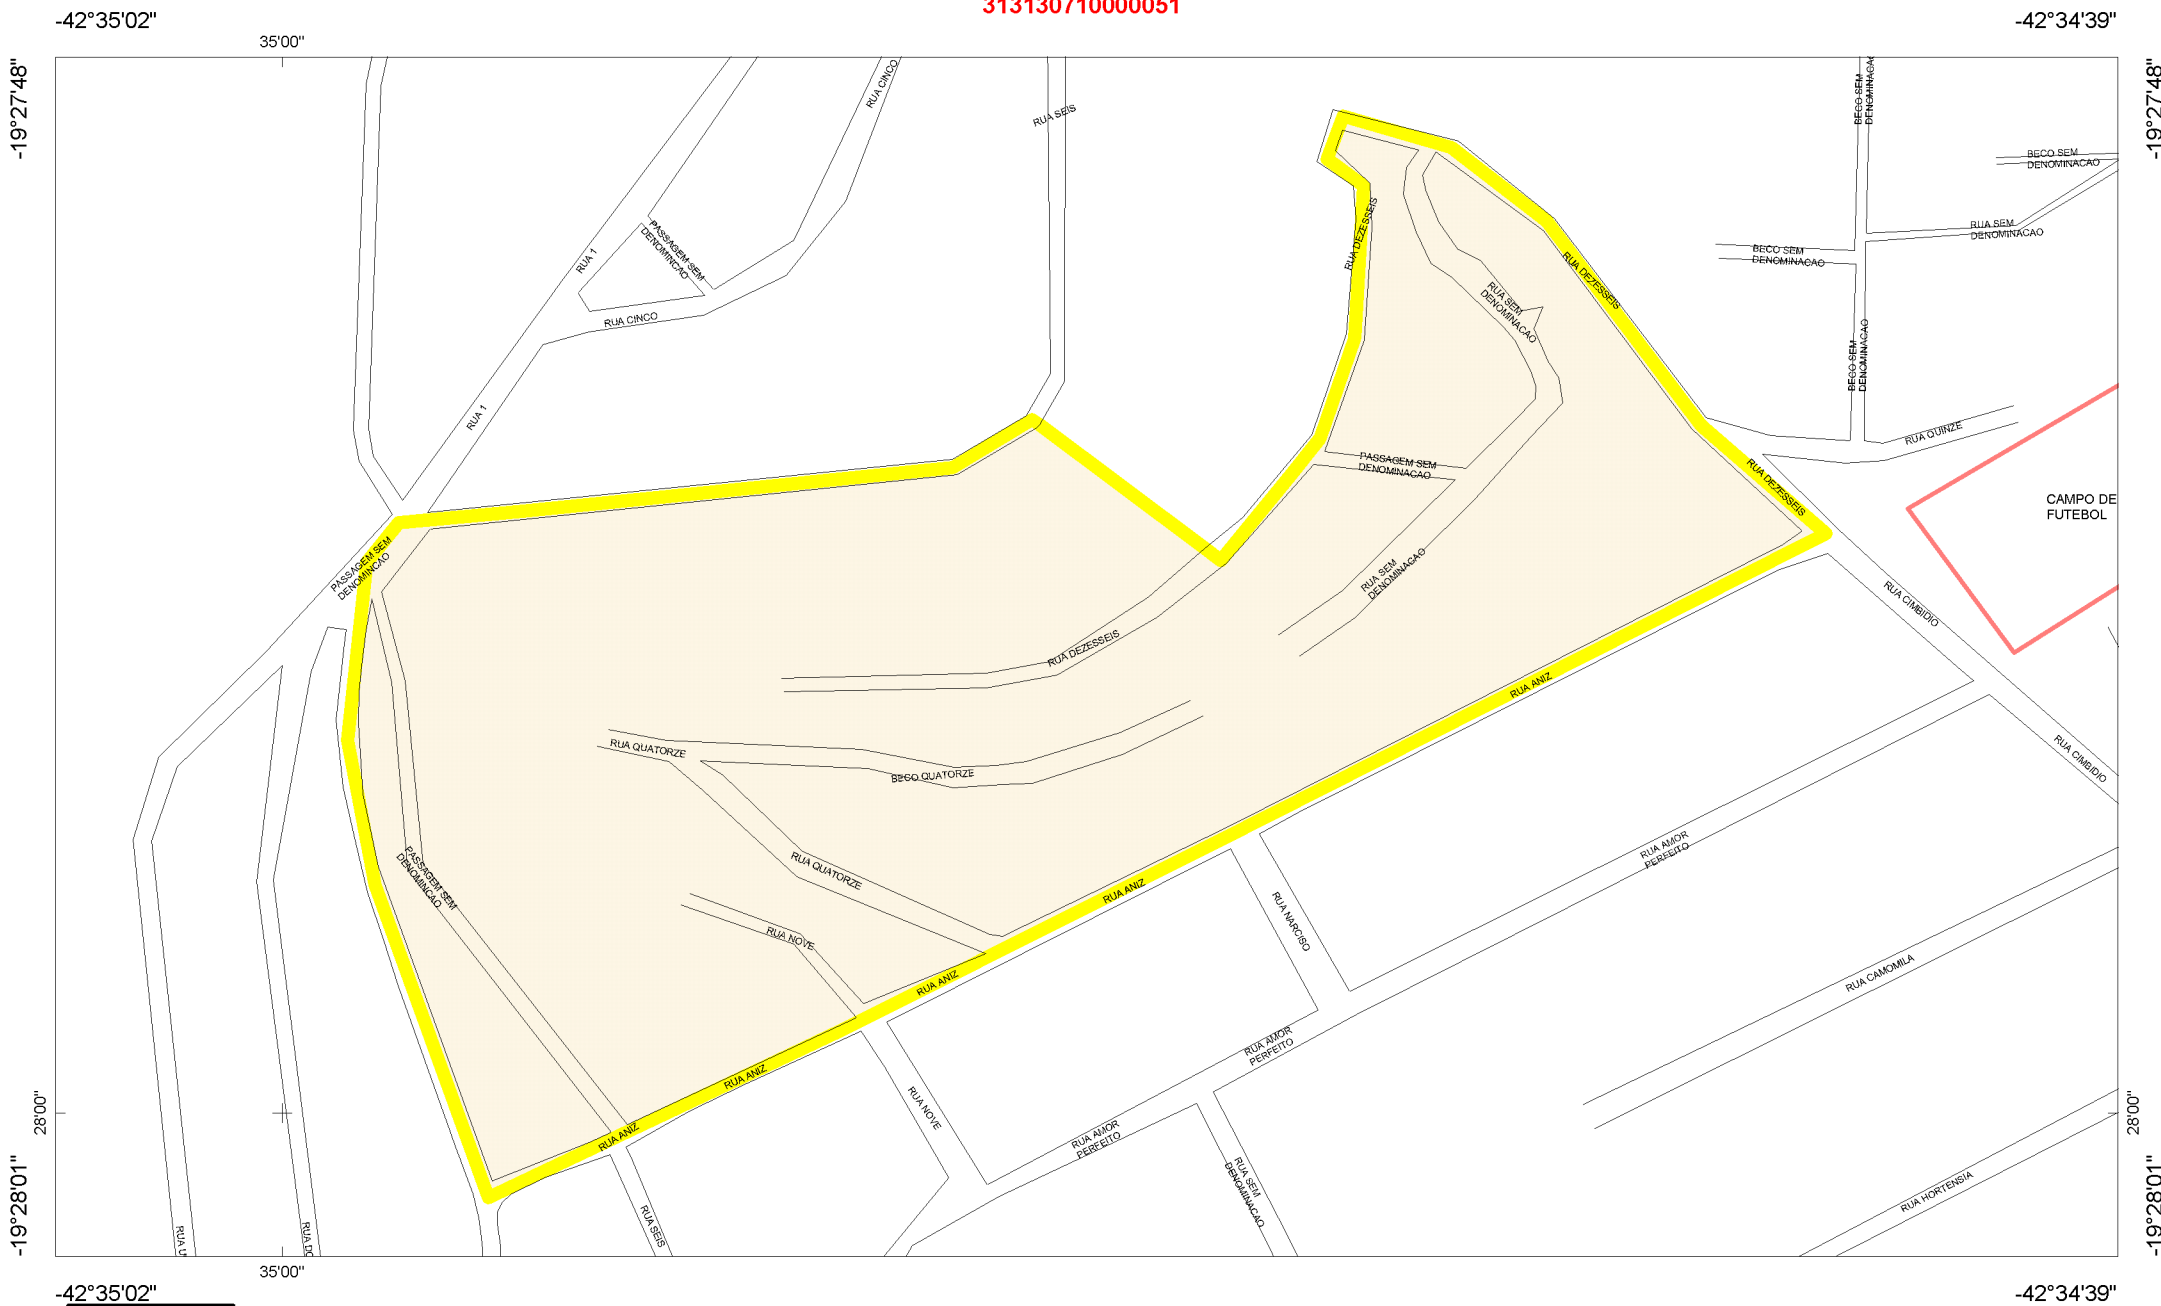 313130710000051
-42°35'02"
-42°34'39"
35'00"
-19°27'48"
-19°27'48"
RUA CINCO
RUA SEIS
BECO SEM
DENOMINACAO
BECO SEM
DENOMINACAO
RUA SEM
DENOMINACAO
BECO SEM
DENOMINACAO
PASSAGEM SEM
DENOMINCAO
RUA 1
RUA DEZESSEIS
RUA DEZESSEIS
RUA SEM
DENOMINACAO
RUA CINCO
BECO SEM
DENOMINACAO
RUA 1
RUA QUINZE
PASSAGEM SEM
DENOMINACAO
RUA DEZESSEIS
CAMPO DE
FUTEBOL
PASSAGEM SEM
DENOMINCAO
RUA SEM
DENOMINACAO
RUA CIMBIDIO
RUA DEZESSEIS
RUA ANIZ
RUA QUATORZE
BECO QUATORZE
RUA CIMBIDIO
RUA AMOR
PERFEITO
RUA QUATORZE
PASSAGEM SEM
DENOMINCAO
RUA ANIZ
RUA NARCISO
RUA NOVE
RUA ANIZ
RUA CAMOMILA
RUA AMOR
PERFEITO
RUA ANIZ
RUA NOVE
28'00"
28'00"
RUA ANIZ
RUA AMOR
PERFEITO
RUA SEM
DENOMINACAO
RUA HORTENSIA
RUA SEIS
RUA
RUA
-19°28'01"
-19°28'01"
35'00"
-42°35'02"
-42°34'39"